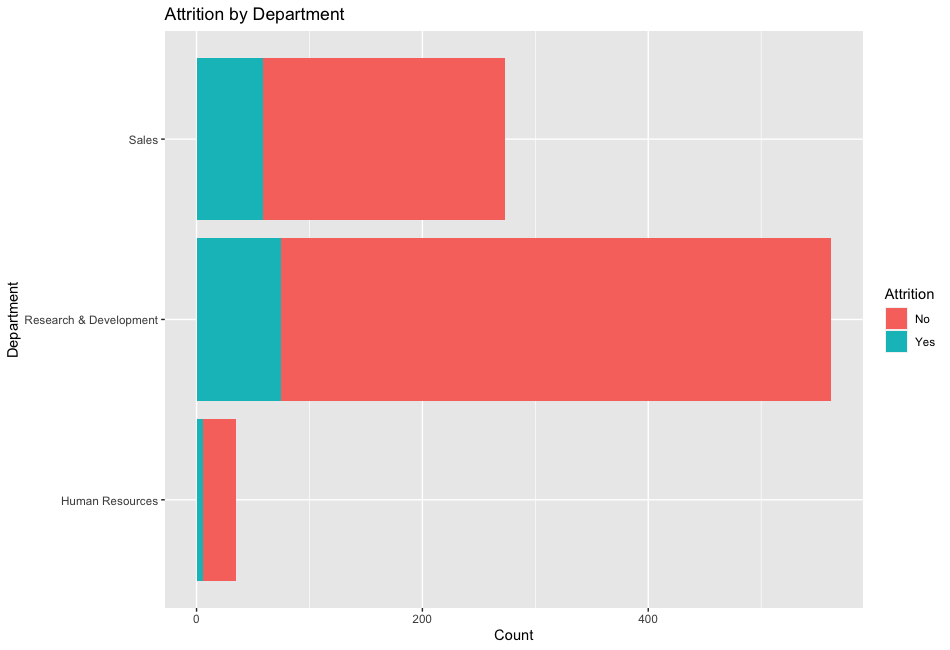 Attrition by Department
Department
Sales
Research & Development
Human Resources
0
200
400
Count
Attrition
No
Yes